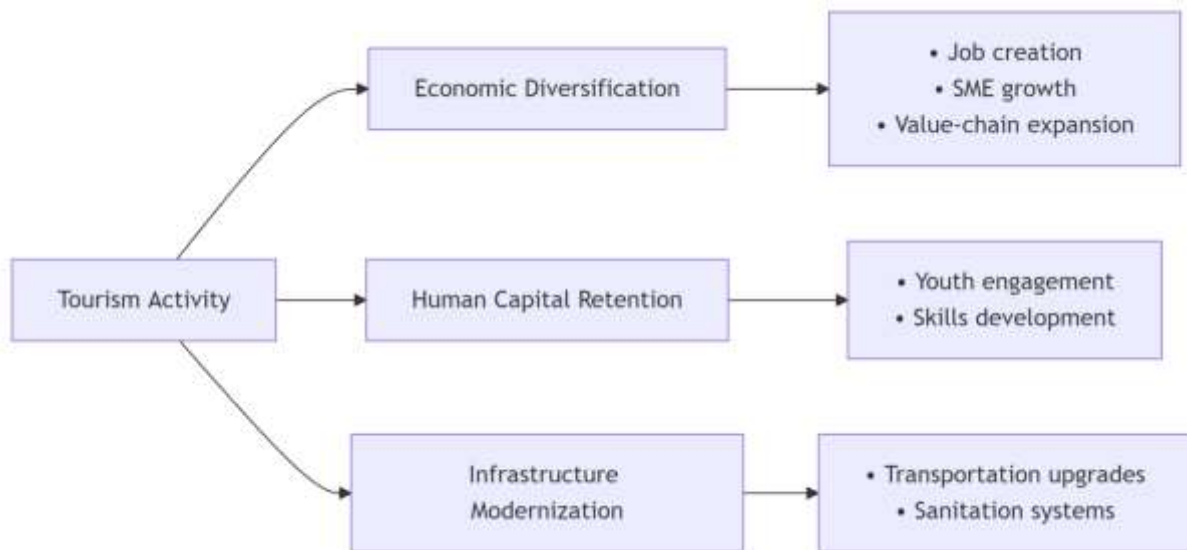 Economic Diversification
• Job creation
• SME growth
• Value-chain expansion
Tourism Activity
Human Capital Retention
• Youth engagement
• Skills development
Infrastructure
Modernization
• Transportation upgrades
• Sanitation systems